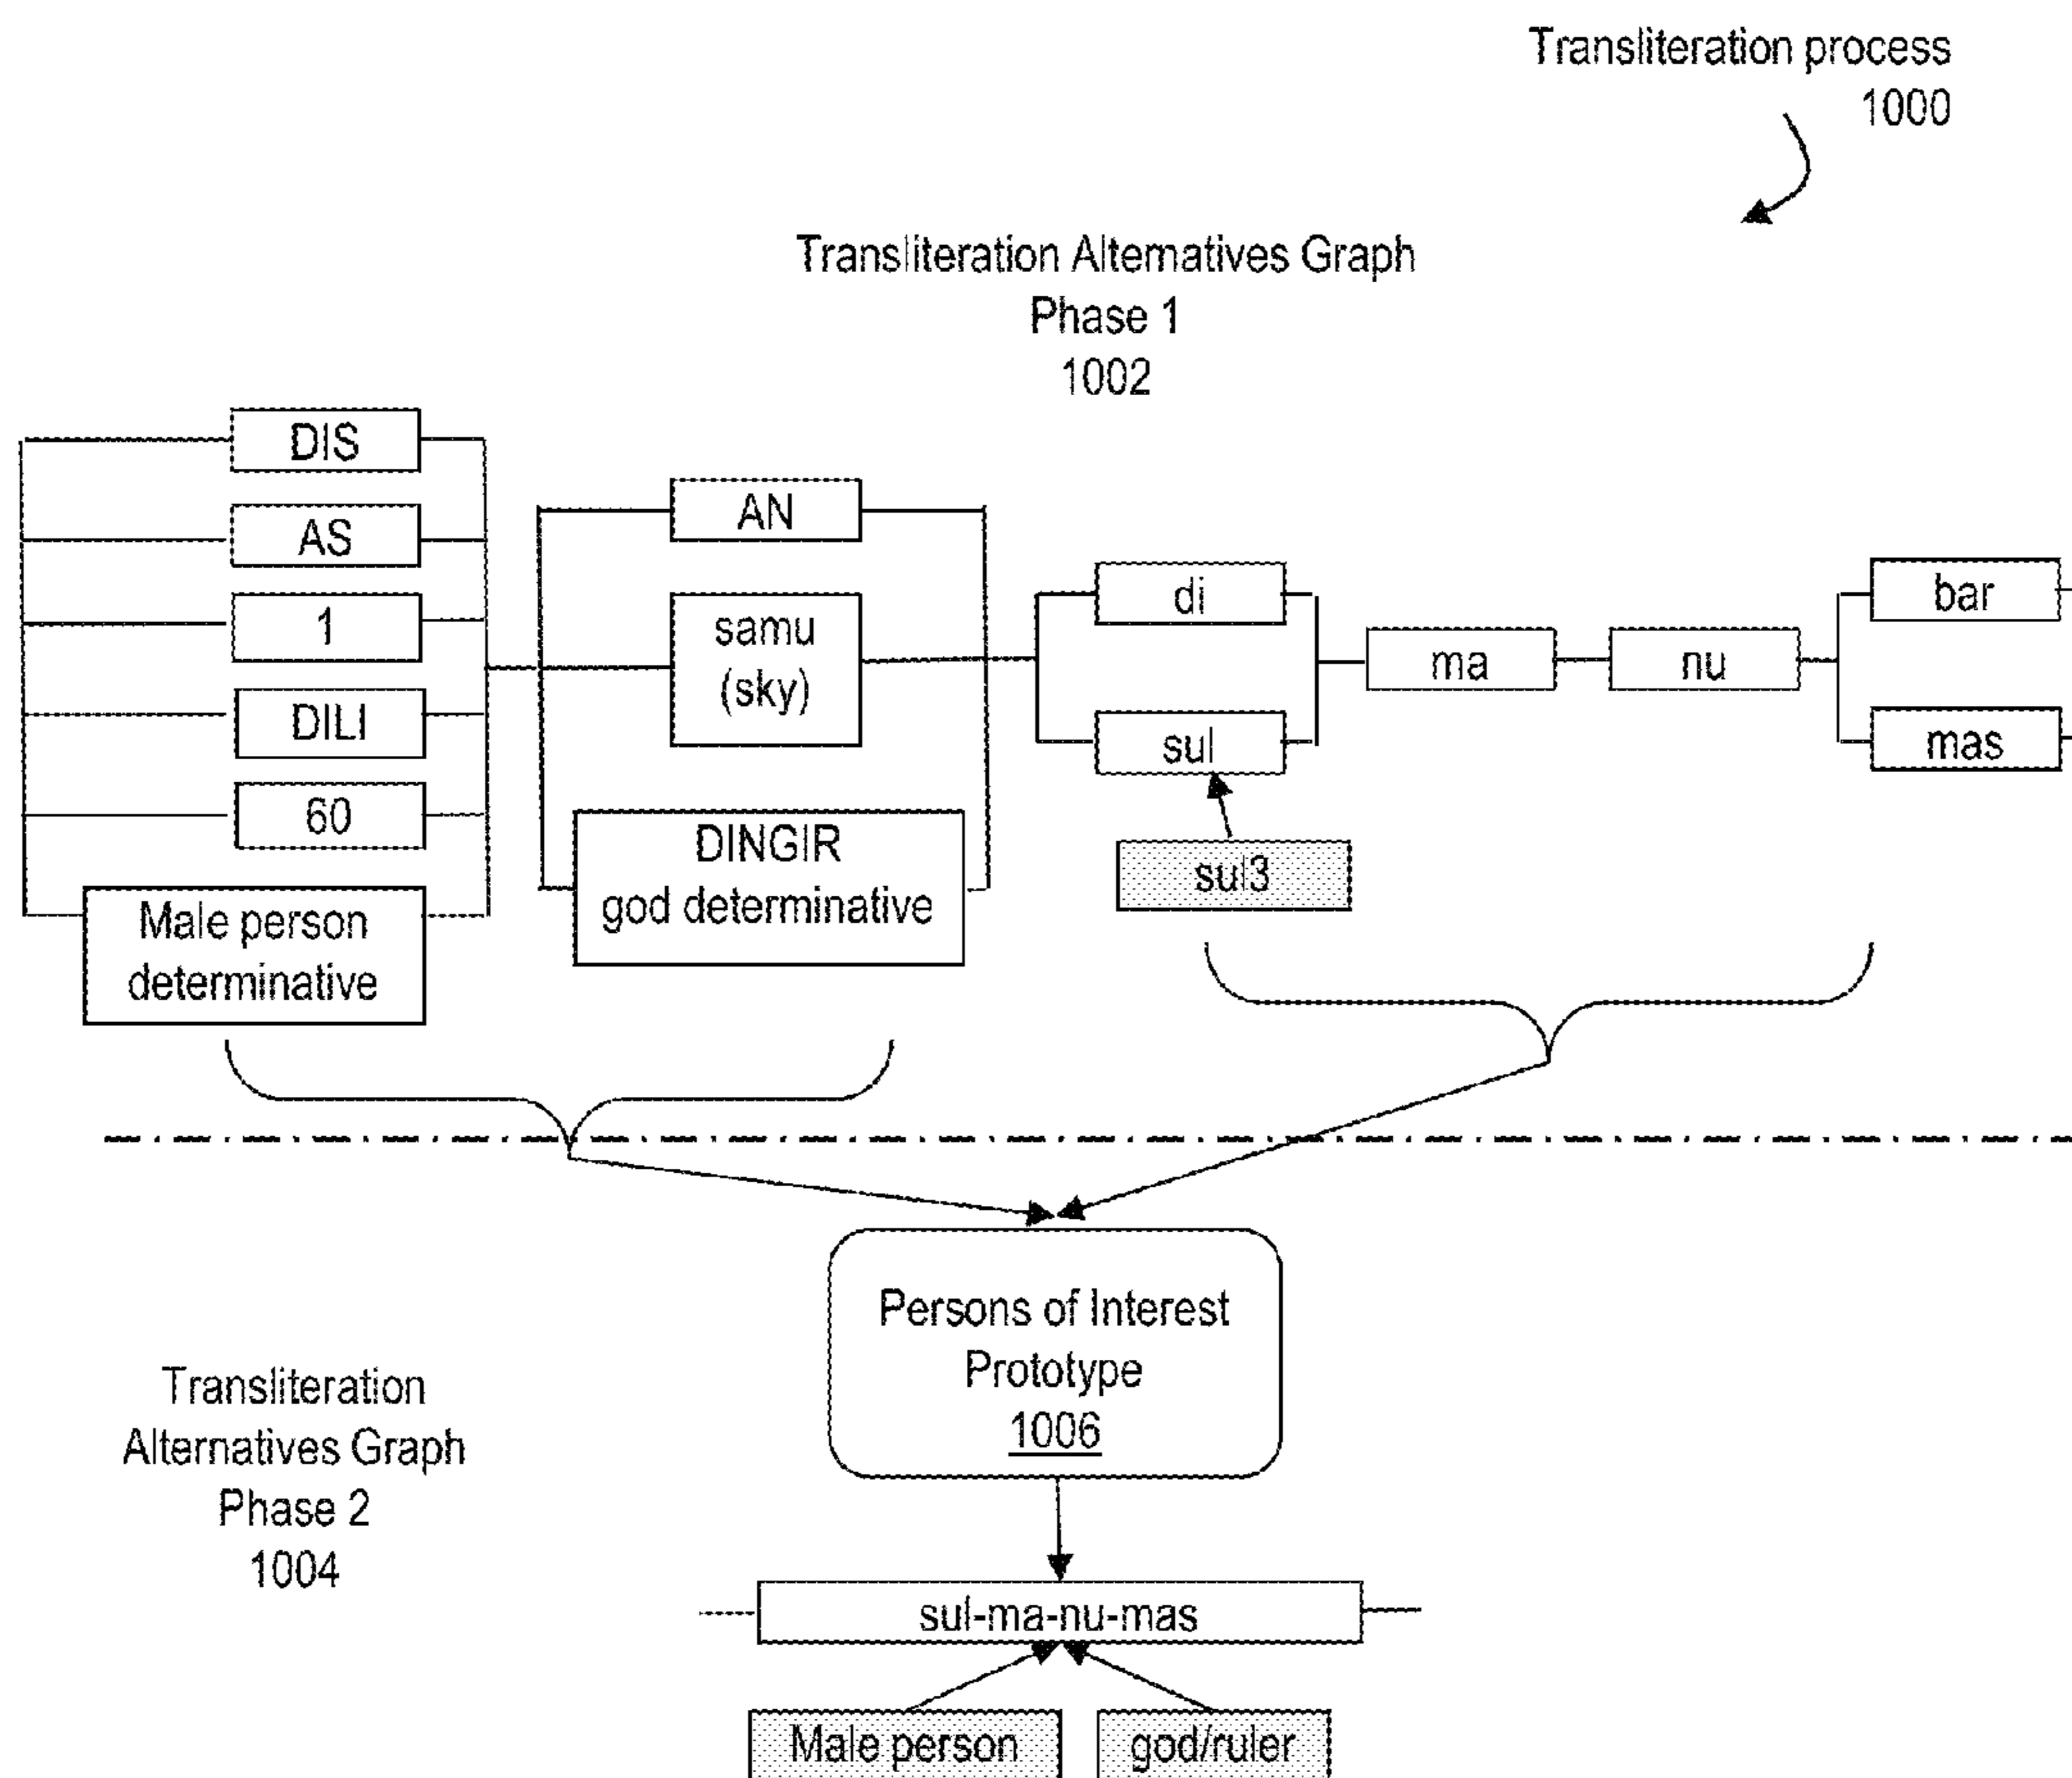 Transliteration process
1000
Transliteration Alternatives Graph
Phase 1
1002
DIS
AS
1
DILI
60
Male person
determinative
AN
samu
(sky)
DINGIR
god determinative
di
sul
sul3
ma
nu
bar
mas
Persons of Interest
Prototype
1006
Transliteration
Alternatives Graph
Phase 2
1004
sul-ma-nu-mas
Male person
god/ruler